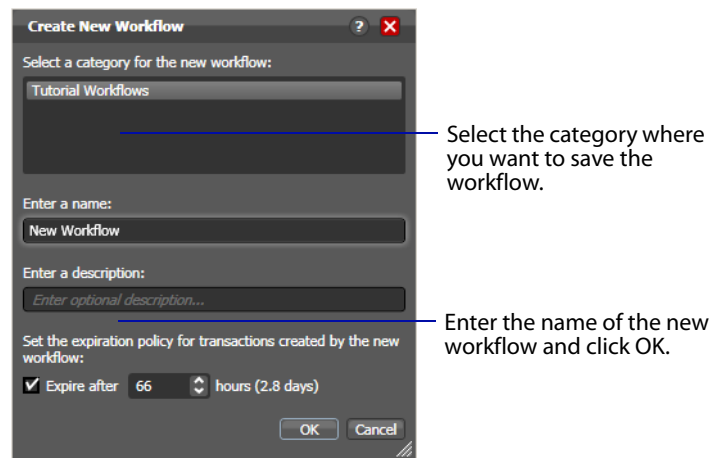 Create New Workflow
?
Select a category for the new workflow:
Tutorial Workflows
Select the category where
you want to save the
workflow.
Enter a name:
New Workflow
Enter a description:
Enter optional description...
Enter the name of the new
workflow and click OK.
Set the expiration policy for transactions created by the new
workflow:
Expire after 66 hours (2.8 days)
OK Cancel